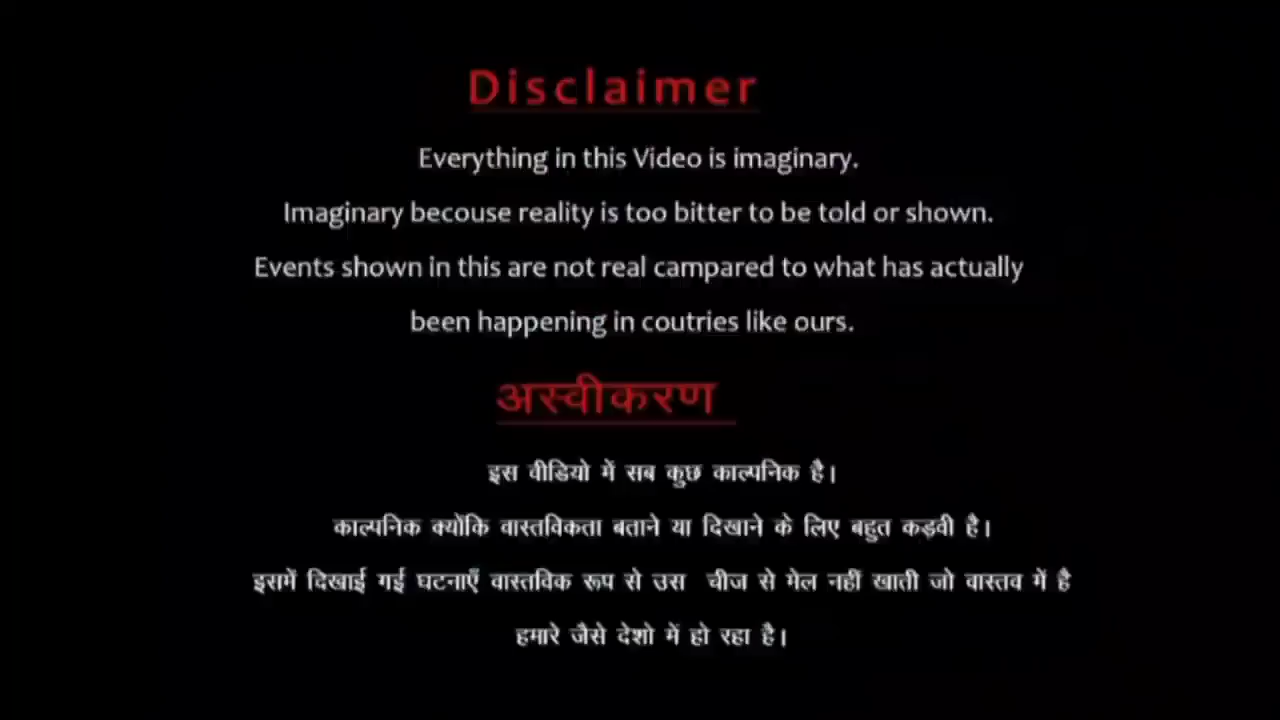 Disclaimer
Everything in this Video is imaginary.
Imaginary becouse reality is too bitter to be told or shown.
Events shown in this are not real campared to what has actually
been happening in coutries like ours.
अस्वीकरण
इस वीडियो में सब कुछ काल्पनिक है।
काल्पनिक क्योंकि वास्तविकता बताने या दिखाने के लिए बहुत कड़वी है।
इसमें दिखाई गई घटनाएँ वास्तविक रूप से उस चीज से मेल नहीं खाती जो वास्तव में है
हमारे जैसे देशो में हो रहा है।